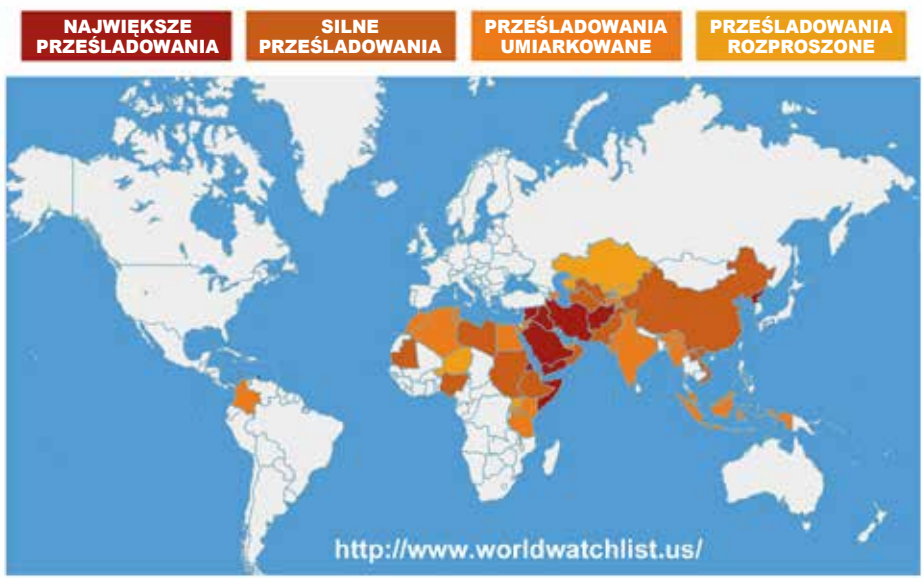 NAJWIĘKSZE
PRZEŚLADOWANIA
SILNE
PRZEŚLADOWANIA
PRZEŚLADOWANIA
UMIARKOWANE
PRZEŚLADOWANIA
ROZPROSZONE
http://www.worldwatchlist.us/